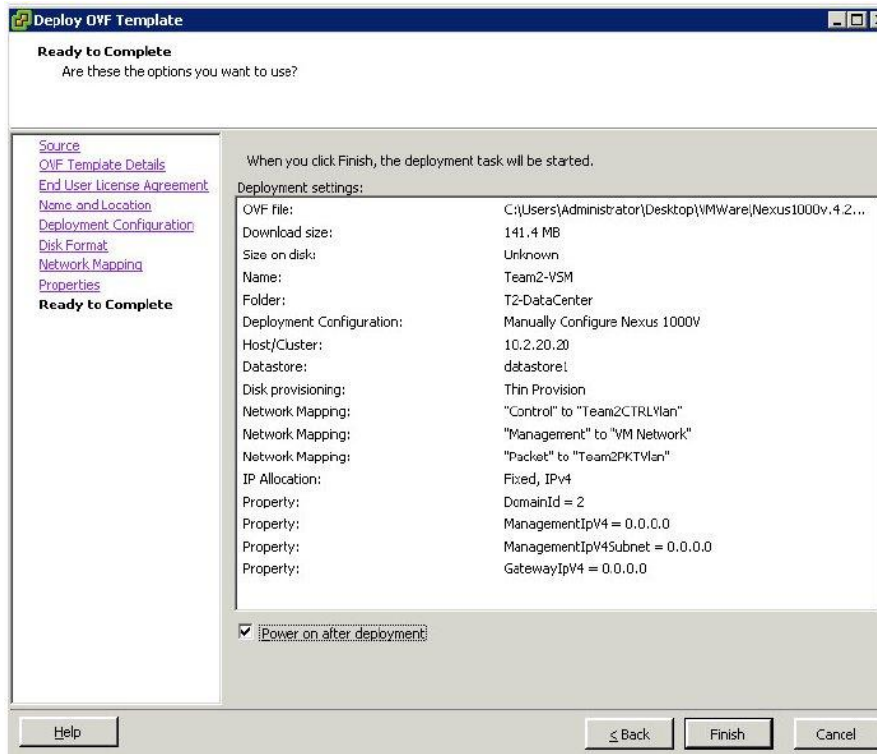 Deploy OVF Template
Ready to Complete
Are these the options you want to use?
Source
OVF Template Details
End User License Agreement
Name and Location
Deployment Configuration
Disk Format
Network Mapping
Properties
Ready to Complete
When you click Finish, the deployment task will be started.
Deployment settings:
OVF file: C:\Users\Administrator\Desktop\VMWare\Nexus1000v.4.2...
Download size: 141.4 MB
Size on disk: Unknown
Name: Team2-VSM
Folder: T2-DataCenter
Deployment Configuration: Manually Configure Nexus 1000V
Host/Cluster: 10.2.20.20
Datastore: datastore1
Disk provisioning: Thin Provision
Network Mapping: "Control" to "Team2CTRLVlan"
Network Mapping: "Management" to "VM Network"
Network Mapping: "Packet" to "Team2PKTVlan"
IP Allocation: Fixed, IPv4
Property: DomainId = 2
Property: ManagementIpV4 = 0.0.0.0
Property: ManagementIpV4Subnet = 0.0.0.0
Property: GatewayIpV4 = 0.0.0.0
Power on after deployment
Help
< Back
Finish
Cancel